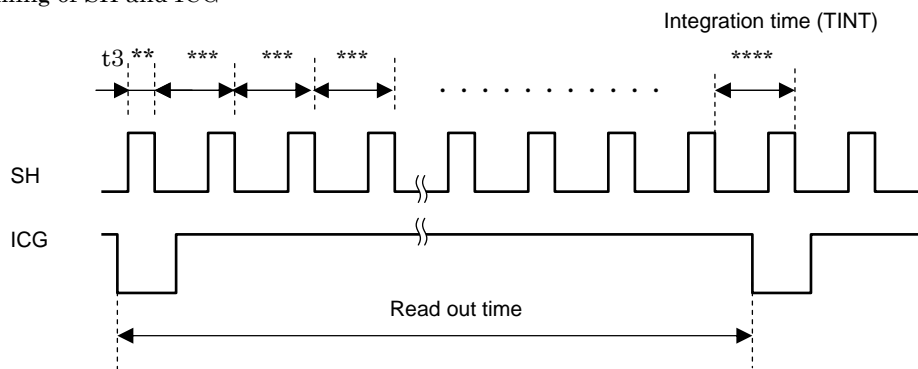 Integration time (TINT)
t3 ** *** *** *** ****
. . . . . . . . . . .
SH
ICG
Read out time